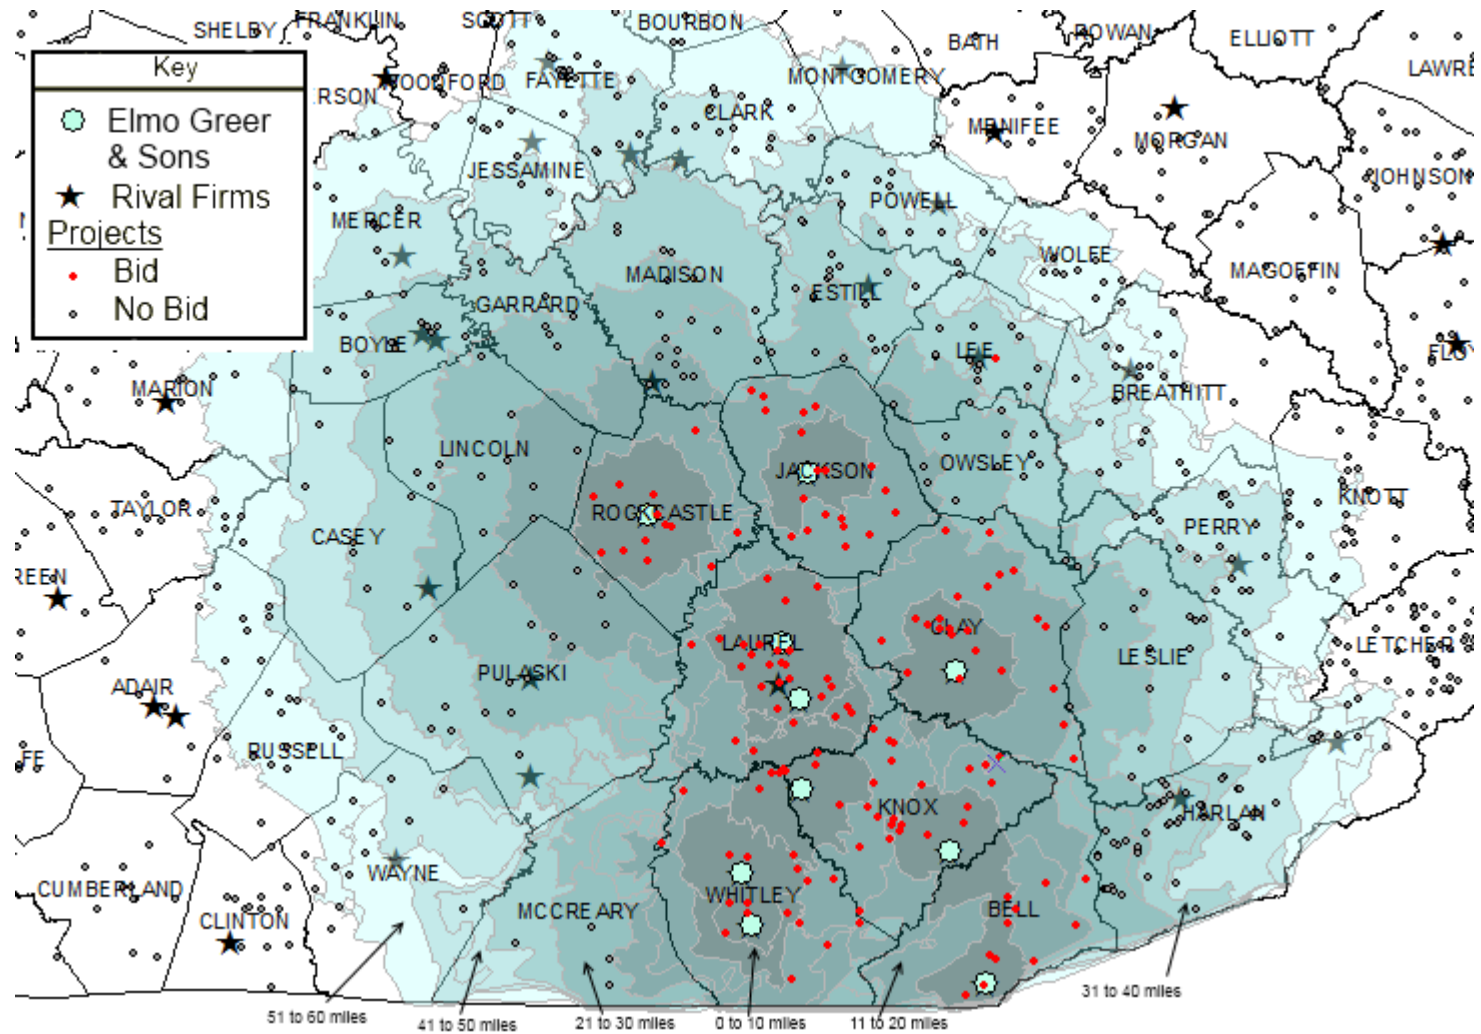 SHELBY
FRANKLIN
SCOTT
BOURBON
BATH
ROWAN
ELLIOTT
LAWRE
Key
WOODFORD
FAYETTE
MONTGOMERY
ERSON
Elmo Greer
& Sons
CLARK
MENIFEE
MORGAN
JESSAMINE
JOHNSON
Rival Firms
POWELL
MERCER
Projects
WOLFE
Bid
MADISON
MAGOFFIN
ESTILL
No Bid
GARRARD
BOYLE
LEE
FLOY
MARION
BREATHITT
LINCOLN
JACKSON
OWSLEY
KNOTT
TAYLOR
ROCKCASTLE
PERRY
CASEY
REEN
CLAY
LAUREL
LETCHER
LESLIE
PULASKI
ADAIR
RUSSELL
FE
KNOX
HARLAN
WAYNE
CUMBERLAND
WHITLEY
MCCREARY
BELL
CLINTON
31 to 40 miles
51 to 60 miles
41 to 50 miles
21 to 30 miles
0 to 10 miles
11 to 20 miles